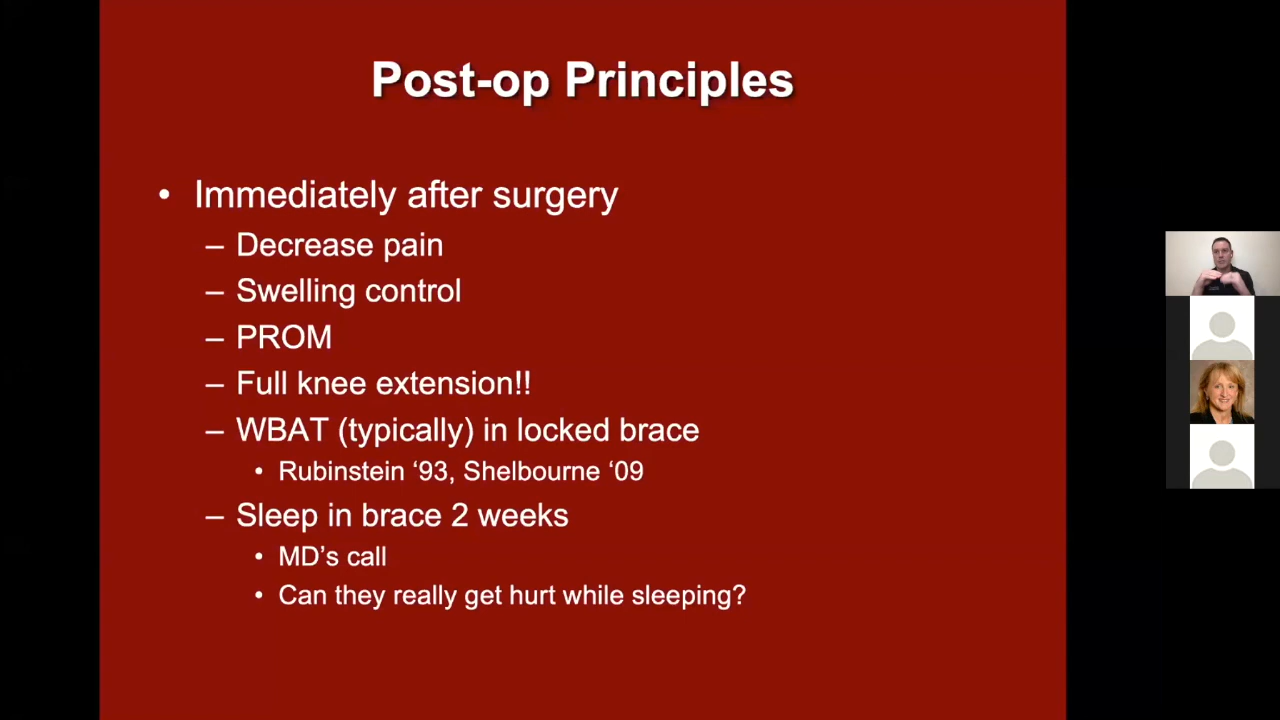 Post-op Principles
• Immediately after surgery
– Decrease pain
– Swelling control
– PROM
– Full knee extension!!
– WBAT (typically) in locked brace
• Rubinstein ‘93, Shelbourne ‘09
– Sleep in brace 2 weeks
• MD’s call
• Can they really get hurt while sleeping?